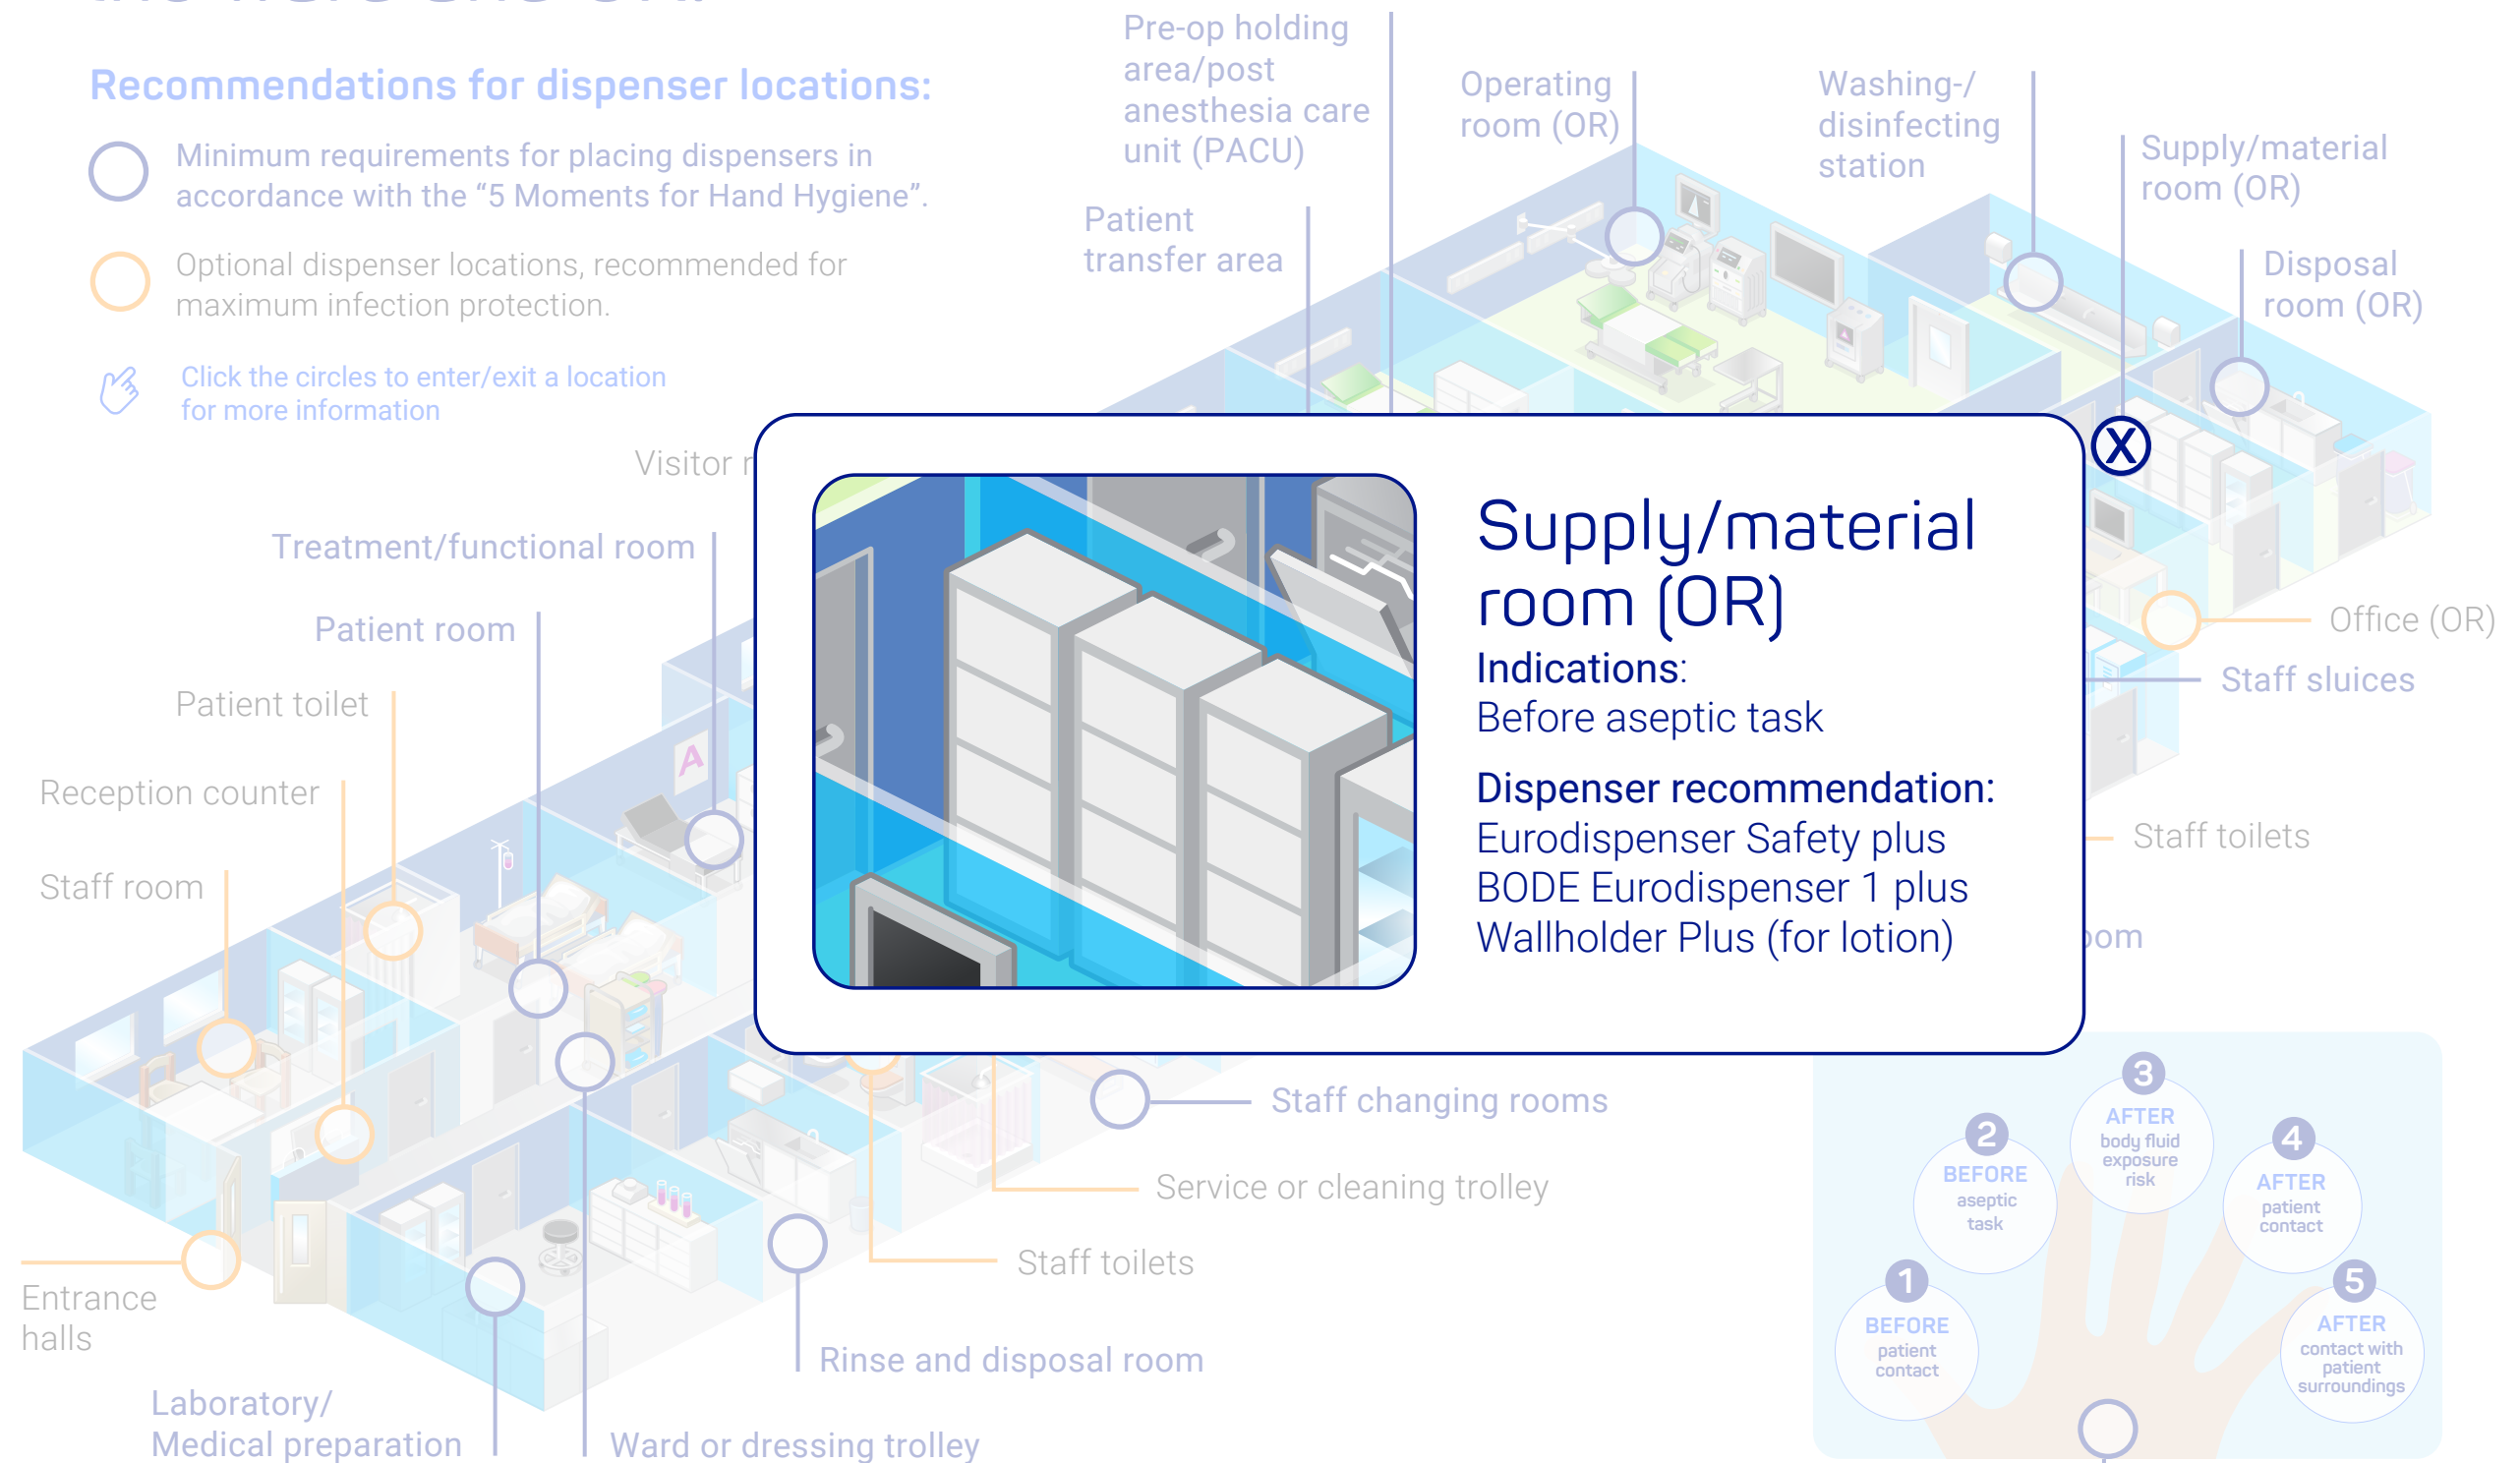 Recommendations for dispenser locations:
Minimum requirements for placing dispensers in
accordance with the “5 Moments for Hand Hygiene”.
Optional dispenser locations, recommended for
maximum infection protection.
Click the circles to enter/exit a location
for more information
Pre-op holding
area/post
anesthesia care
unit (PACU)
Operating
room (OR)
Washing-/
disinfecting
station
Supply/material
room (OR)
Patient
transfer area
Disposal
room (OR)
Visitor
Treatment/functional room
Patient room
Patient toilet
Reception counter
Staff room
A
X
Supply/material
room (OR)
Indications:
Before aseptic task
Dispenser recommendation:
Eurodispenser Safety plus
BODE Eurodispenser 1 plus
Wallholder Plus (for lotion)
Office (OR)
Staff sluices
Staff toilets
Staff changing rooms
Service or cleaning trolley
Staff toilets
Entrance
halls
Rinse and disposal room
Laboratory/
Medical preparation
Ward or dressing trolley
1
BEFORE
patient
contact
2
BEFORE
aseptic
task
3
AFTER
body fluid
exposure
risk
4
AFTER
patient
contact
5
AFTER
contact with
patient
surroundings